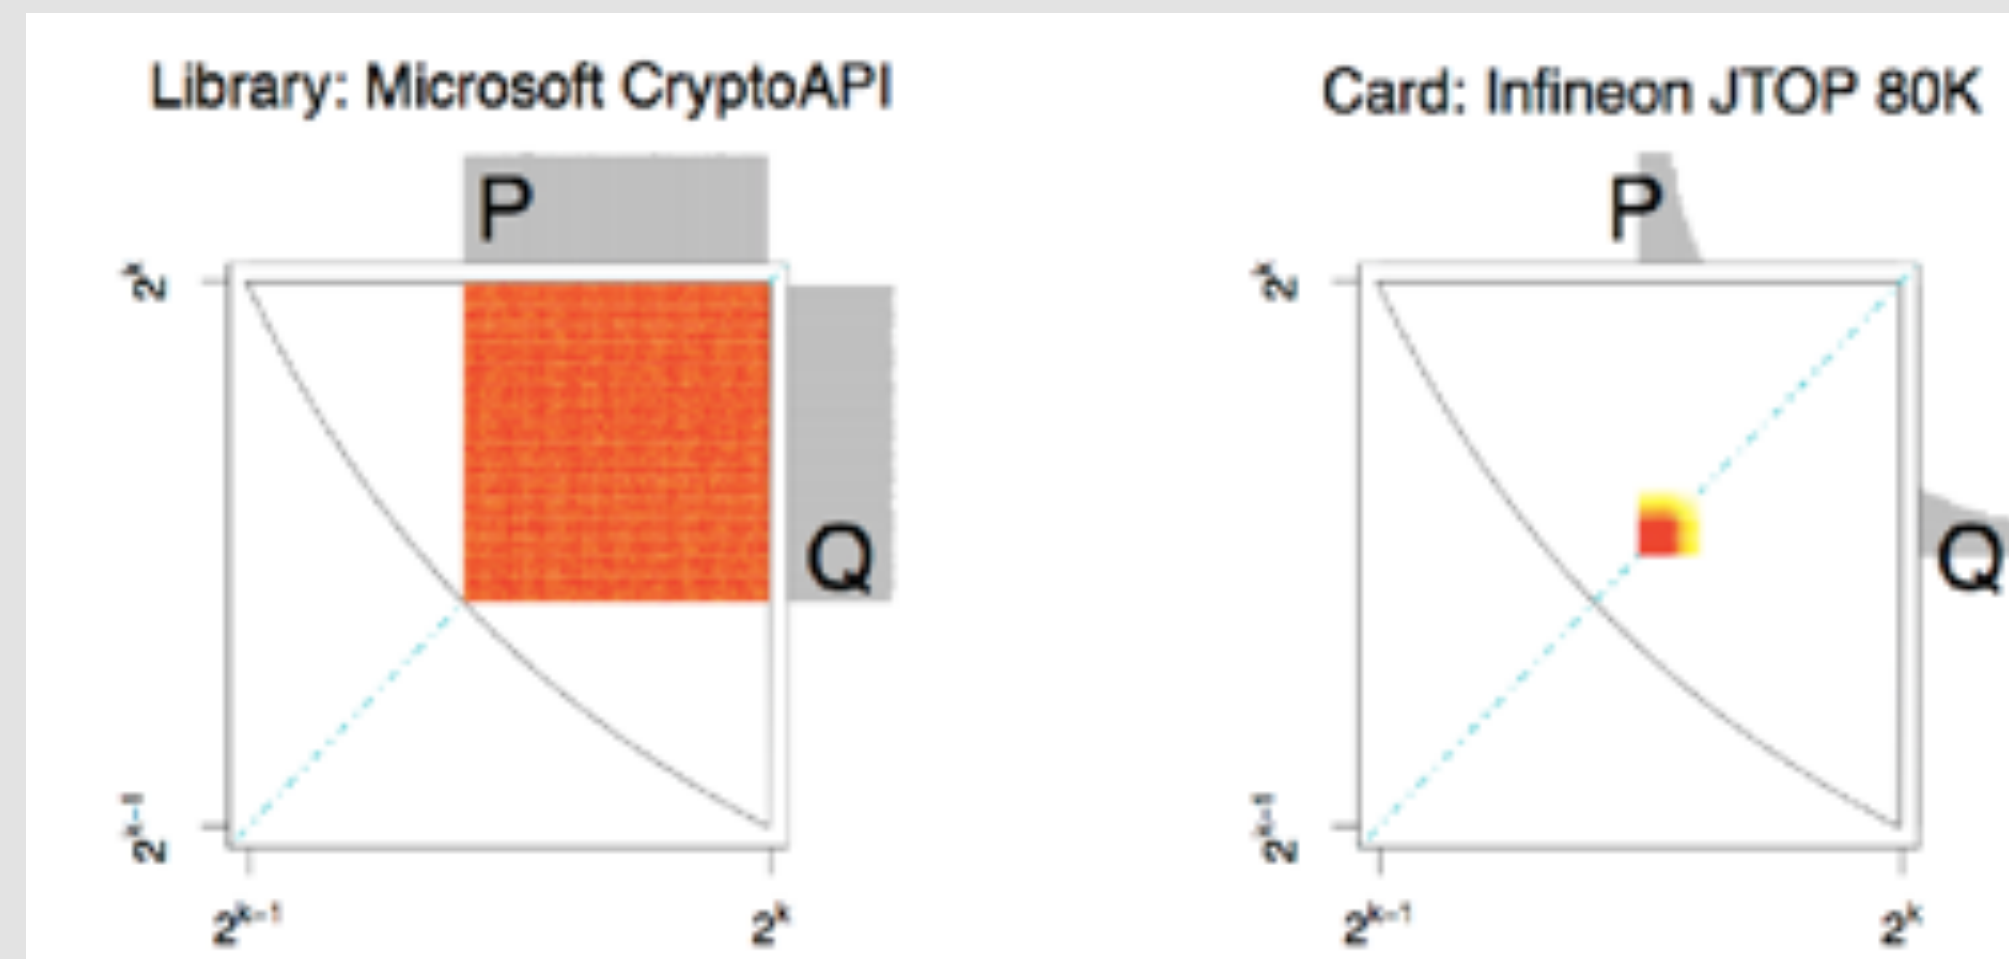 Library: Microsoft CryptoAPI
P
2^k
Q
2^k-1
2^k-1
2^k
Card: Infineon JTOP 80K
P
2^k
Q
2^k-1
2^k-1
2^k